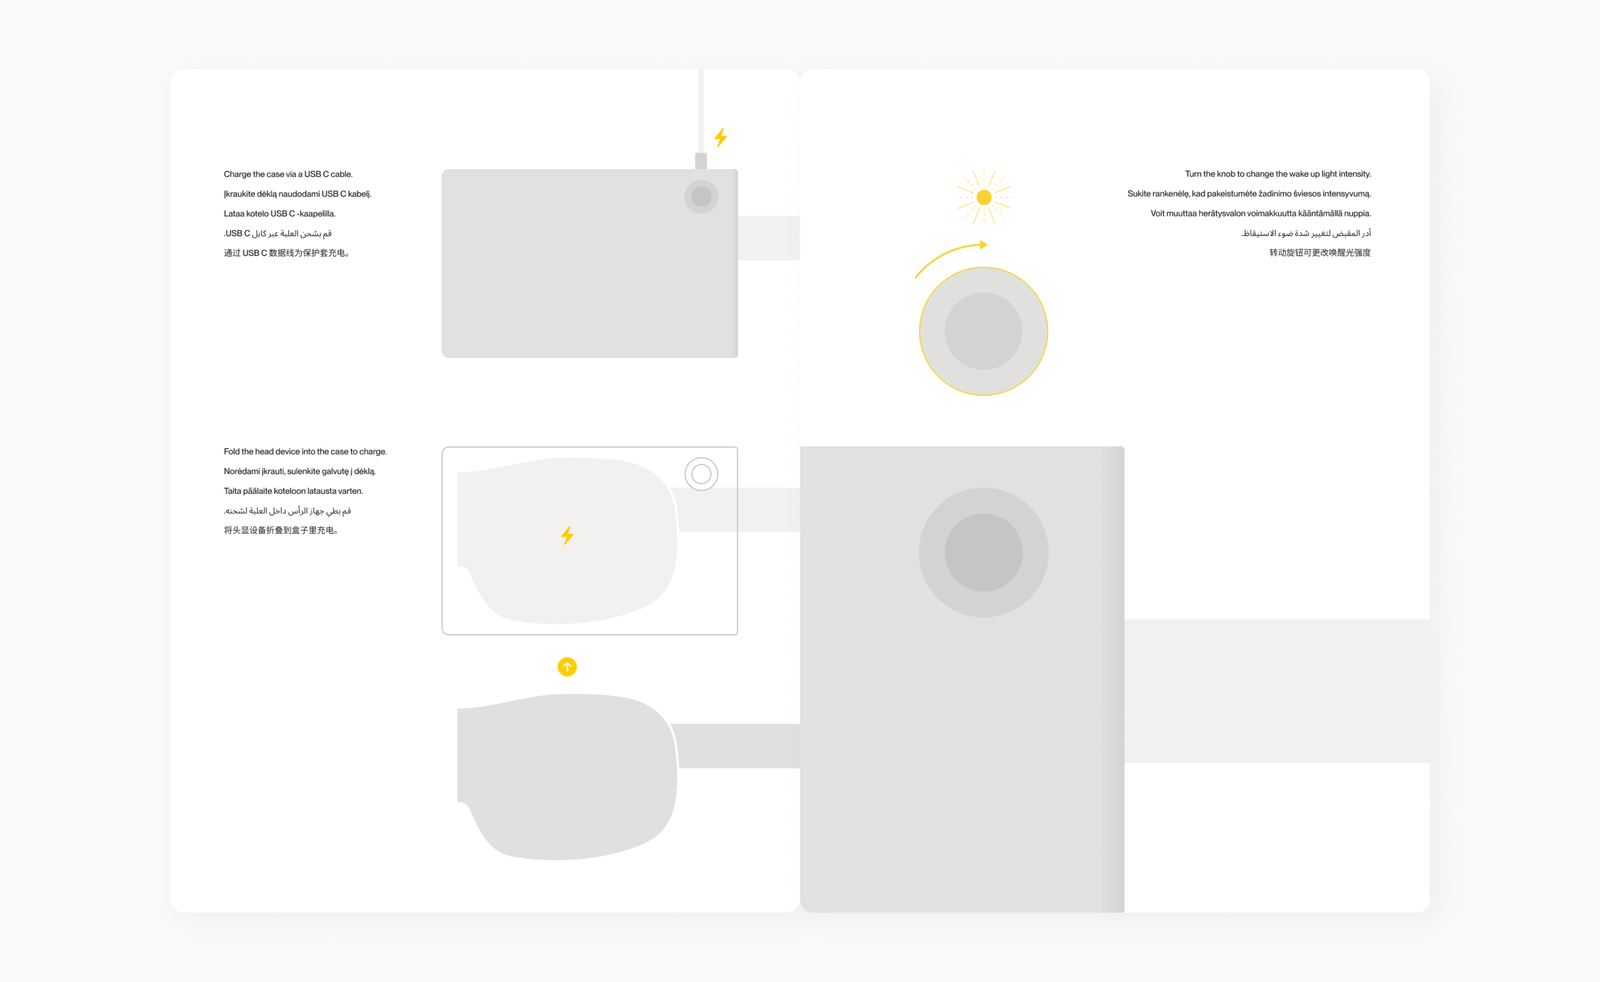 Charge the case via a USB C cable.
Įkraukite dėklą naudodami USB C kabelį.
Lataa kotelo USB C -kaapelilla.
قم بشحن العلبة عبر كابل USB C.
通过 USB C 数据线为保护套充电。
Fold the head device into the case to charge.
Norėdami įkrauti, sulenkite galvutę į dėklą.
Taita päälaite koteloon latausta varten.
قم بطي جهاز الرأس داخل العلبة لشحنه.
将头显设备折叠到盒子里充电。
Turn the knob to change the wake up light intensity.
Sukite rankenėlę, kad pakeistumėte žadinimo šviesos intensyvumą.
Voit muuttaa herätysvalon voimakkuutta kääntämällä nuppia.
أدر المقبض لتغيير شدة ضوء الاستيقاظ.
转动旋钮可更改唤醒光强度